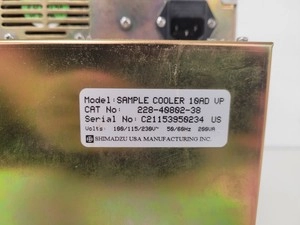 Model: SAMPLE COOLER 10AD VP
CAT No: 228-40802-38
Serial No: C21153950234 US
Volts: 100/115/230V~ 50/60Hz 200VA
SHIMADZU USA MANUFACTURING INC.